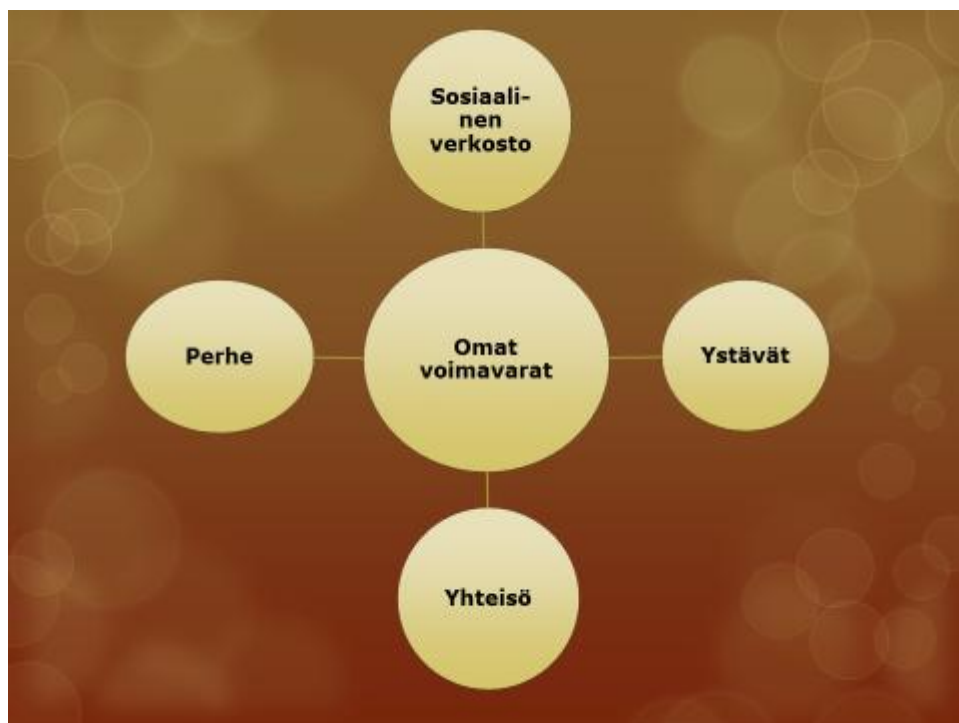 Sosiaali-
nen
verkosto
Perhe
Omat
voimavarat
Ystävät
Yhteisö